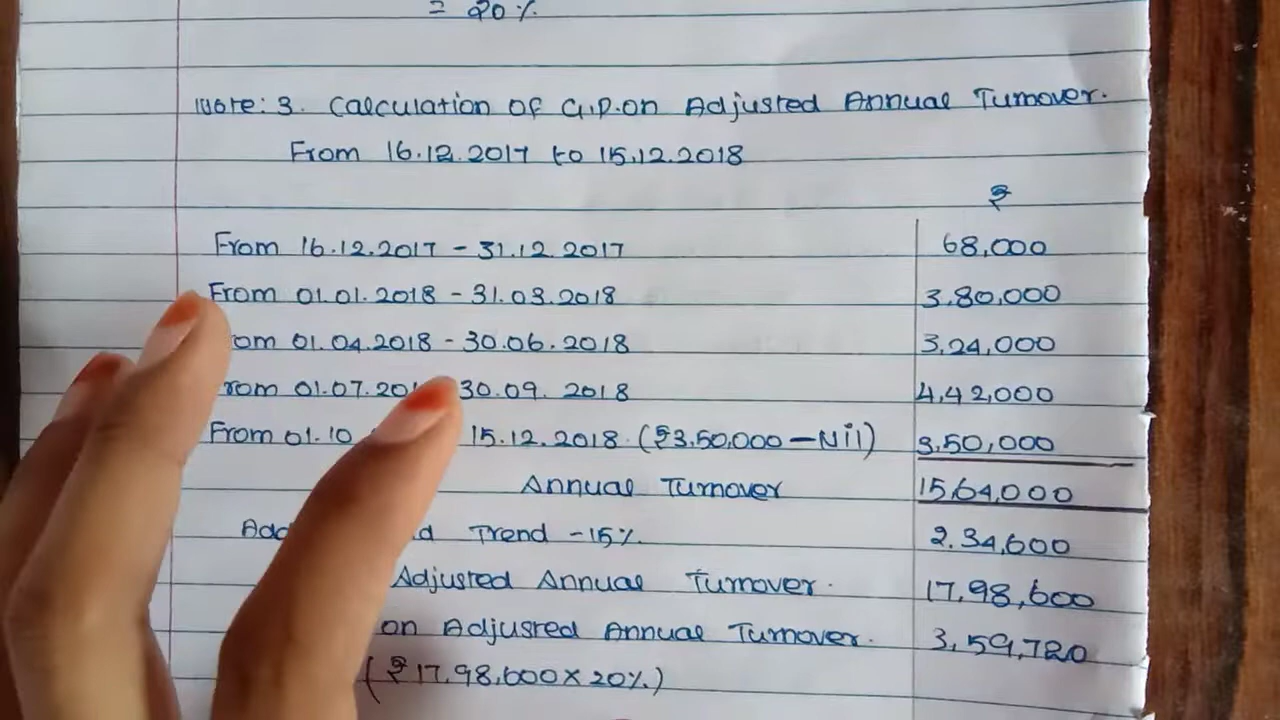 = 20%
Note: 3. Calculation of G.P. on Adjusted Annual Turnover.
From 16.12.2017 to 15.12.2018
₹
From 16.12.2017 - 31.12.2017 68,000
From 01.01.2018 - 31.03.2018 3,80,000
om 01.04.2018 - 30.06.2018 3,24,000
rom 01.07.201 30.09.2018 4,42,000
From 01.10 15.12.2018 (₹3,50,000 - Nil) 3,50,000
Annual Turnover 15,64,000
Add d Trend - 15% 2,34,600
Adjusted Annual Turnover. 17,98,600
on Adjusted Annual Turnover. 3,59,720
(₹17,98,600 X 20%)